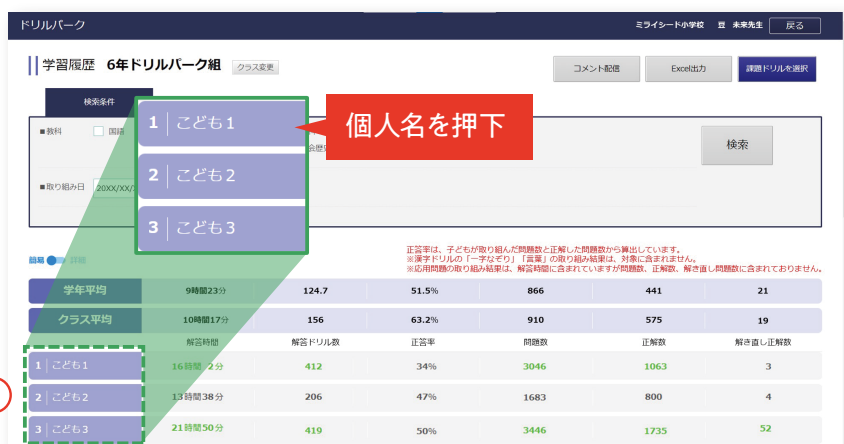 ドリルパーク
ミライシード小学校 豆 未来先生 戻る
学習履歴 6年ドリルパーク組 クラス変更
コメント配信 Excel出力 課題ドリルを選択
検索条件
■教科 国語
検索
■取り組み日 20XX/XX/
1 こども1
2 こども2
3 こども3
個人名を押下
正答率は、子どもが取り組んだ問題数と正解した問題数から算出しています。
※漢字ドリルの「一字なぞり」「言葉」の取り組み結果は、対象に含まれません。
※応用問題の取り組み結果は、解答時間に含まれていますが問題数、正解数、解き直し問題数に含まれておりません。
簡易 詳細
学年平均 9時間23分 124.7 51.5% 866 441 21
クラス平均 10時間17分 156 63.2% 910 575 19
解答時間 解答ドリル数 正答率 問題数 正解数 解き直し正解数
1 こども1 16時間 2分 412 34% 3046 1063 3
2 こども2 13時間38分 206 47% 1683 800 4
3 こども3 21時間50分 419 50% 3446 1735 52